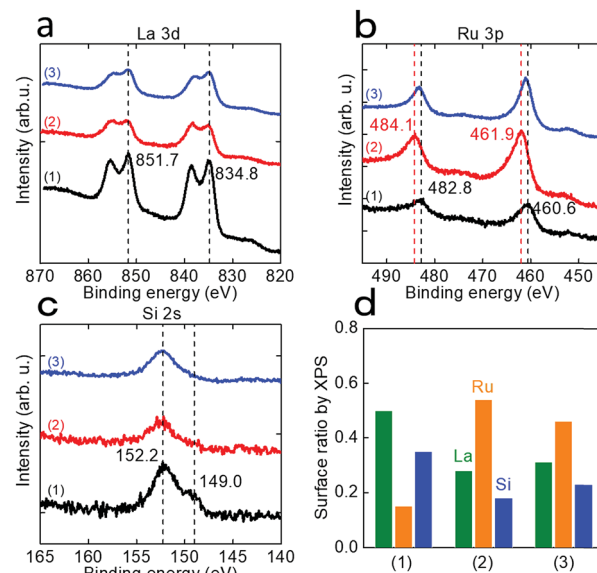 a
La 3d
Intensity (arb.u.)
(3)
(2)
(1)
851.7
834.8
870 860 850 840 830 820
Binding energy (eV)
b
Ru 3p
Intensity (arb.u.)
(3)
484.1
461.9
(2)
(1)
482.8
460.6
490 480 470 460 450
Binding energy (eV)
c
Si 2s
Intensity (arb. u.)
(3)
(2)
152.2
149.0
(1)
165 160 155 150 145 140
Binding energy (eV)
d
Surface ratio by XPS
0.8
0.6
0.4
0.2
0.0
Ru
La
Si
(1) (2) (3)